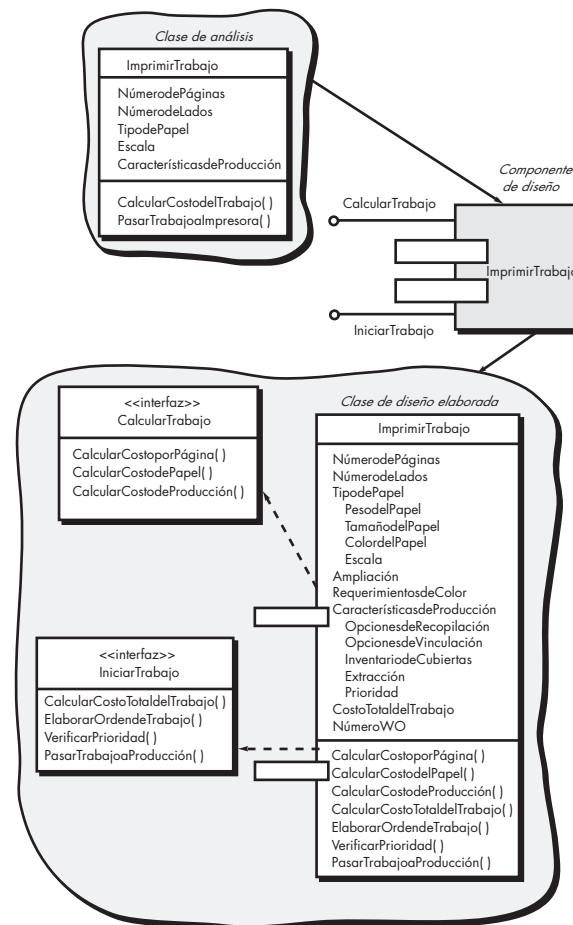 Clase de análisis
ImprimirTrabajo
NúmerodePáginas
NúmerodeLados
TipodePapel
Escala
CaracterísticasdeProducción
CalcularCostodelTrabajo( )
PasarTrabajoaImpresora( )
Componente
de diseño
CalcularTrabajo
ImprimirTrabajo
IniciarTrabajo
<<interfaz>>
CalcularTrabajo
CalcularCostoporPágina( )
CalcularCostodePapel( )
CalcularCostodeProducción( )
<<interfaz>>
IniciarTrabajo
CalcularCostoTotaldelTrabajo( )
ElaborarOrdendeTrabajo( )
VerificarPrioridad( )
PasarTrabajoaProducción( )
Clase de diseño elaborada
ImprimirTrabajo
NúmerodePáginas
NúmerodeLados
TipodePapel
PesodelPapel
TamañodelPapel
ColordelPapel
Escala
Ampliación
RequerimientosdeColor
CaracterísticasdeProducción
OpcionesdeRecopilación
OpcionesdeVinculación
InventariodeCubiertas
Extracción
Prioridad
CostoTotaldelTrabajo
NúmeroWO
CalcularCostoporPágina( )
CalcularCostodelPapel( )
CalcularCostodeProducción( )
CalcularCostoTotaldelTrabajo( )
ElaborarOrdendeTrabajo( )
VerificarPrioridad( )
PasarTrabajoaProducción( )